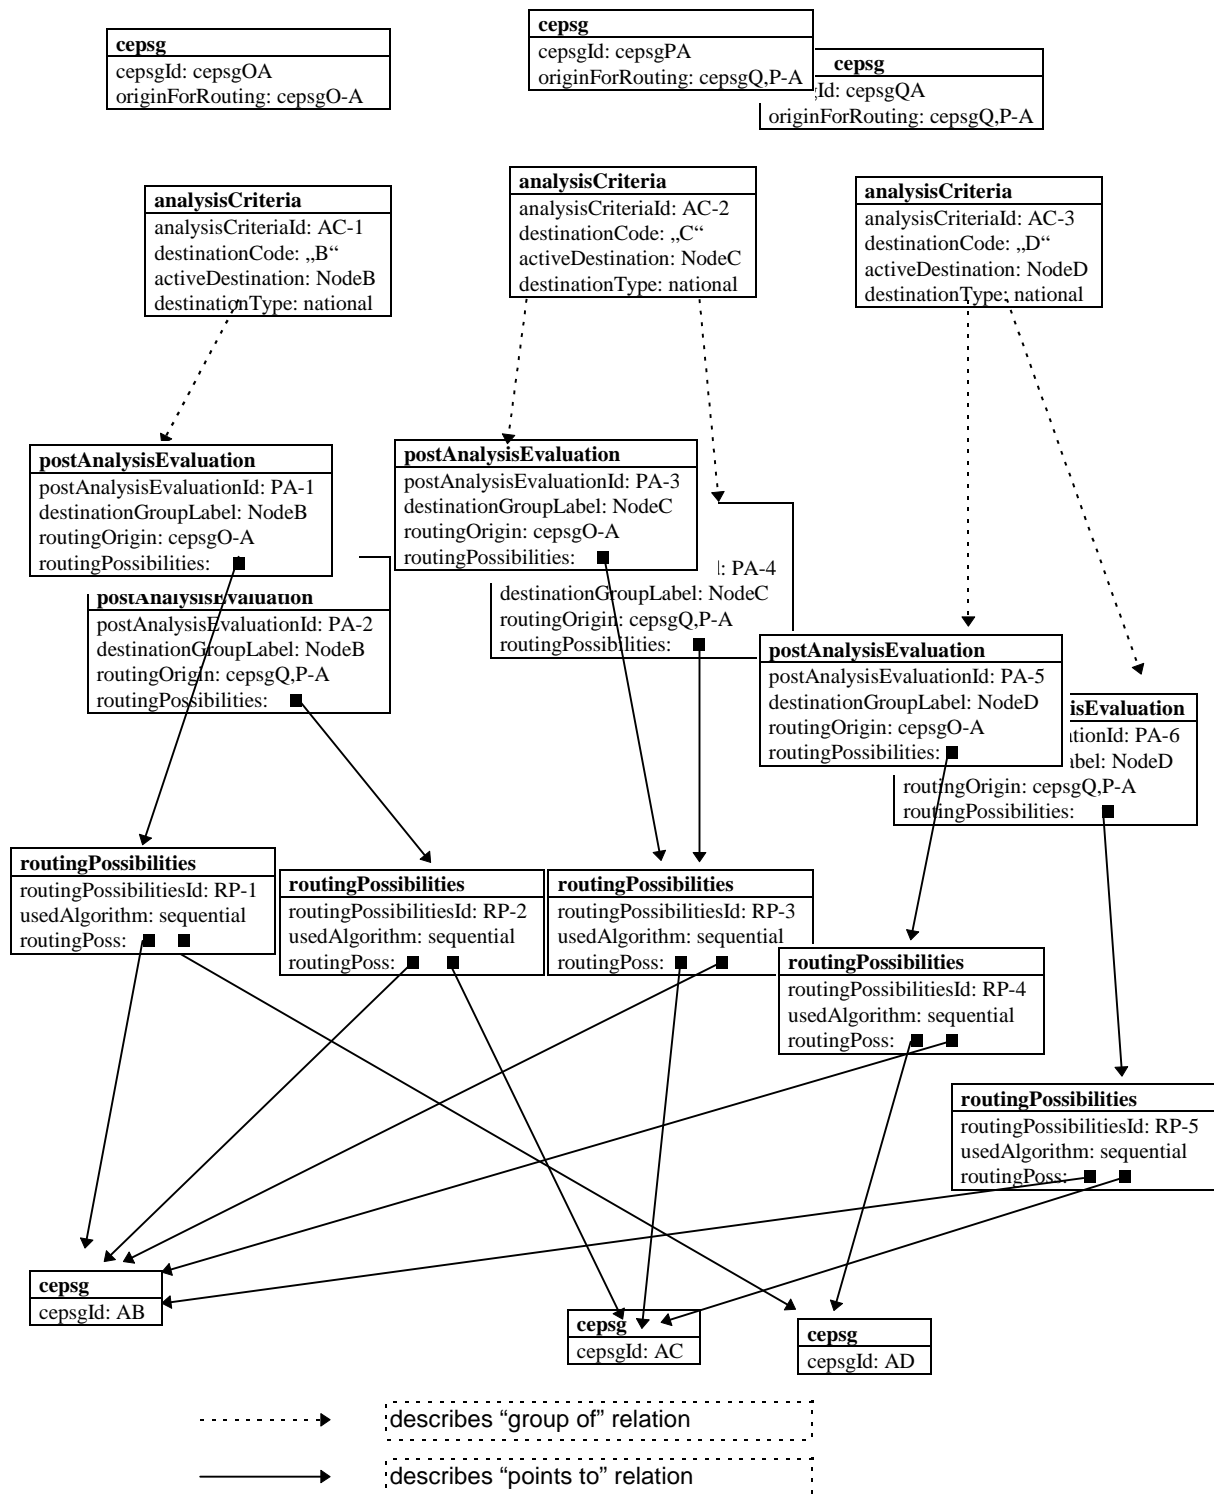 cepsg
cepsgId: cepsgOA
originForRouting: cepsgO-A
cepsg
cepsgId: cepsgPA
originForRouting: cepsgQ,P-A
cepsg
Id: cepsgQA
originForRouting: cepsgQ,P-A
analysisCriteria
analysisCriteriaId: AC-1
destinationCode: „B“
activeDestination: NodeB
destinationType: national
analysisCriteria
analysisCriteriaId: AC-2
destinationCode: „C“
activeDestination: NodeC
destinationType: national
analysisCriteria
analysisCriteriaId: AC-3
destinationCode: „D“
activeDestination: NodeD
destinationType: national
postAnalysisEvaluation
postAnalysisEvaluationId: PA-1
destinationGroupLabel: NodeB
routingOrigin: cepsgO-A
routingPossibilities:
postAnalysisEvaluation
postAnalysisEvaluationId: PA-2
destinationGroupLabel: NodeB
routingOrigin: cepsgQ,P-A
routingPossibilities:
postAnalysisEvaluation
postAnalysisEvaluationId: PA-3
destinationGroupLabel: NodeC
routingOrigin: cepsgO-A
routingPossibilities:
: PA-4
destinationGroupLabel: NodeC
routingOrigin: cepsgQ,P-A
routingPossibilities:
postAnalysisEvaluation
postAnalysisEvaluationId: PA-5
destinationGroupLabel: NodeD
routingOrigin: cepsgO-A
routingPossibilities:
isEvaluation
tionId: PA-6
abel: NodeD
routingOrigin: cepsgQ,P-A
routingPossibilities:
routingPossibilities
routingPossibilitiesId: RP-1
usedAlgorithm: sequential
routingPoss:
routingPossibilities
routingPossibilitiesId: RP-2
usedAlgorithm: sequential
routingPoss:
routingPossibilities
routingPossibilitiesId: RP-3
usedAlgorithm: sequential
routingPoss:
routingPossibilities
routingPossibilitiesId: RP-4
usedAlgorithm: sequential
routingPoss:
routingPossibilities
routingPossibilitiesId: RP-5
usedAlgorithm: sequential
routingPoss:
cepsg
cepsgId: AB
cepsg
cepsgId: AC
cepsg
cepsgId: AD
describes “group of” relation
describes “points to” relation